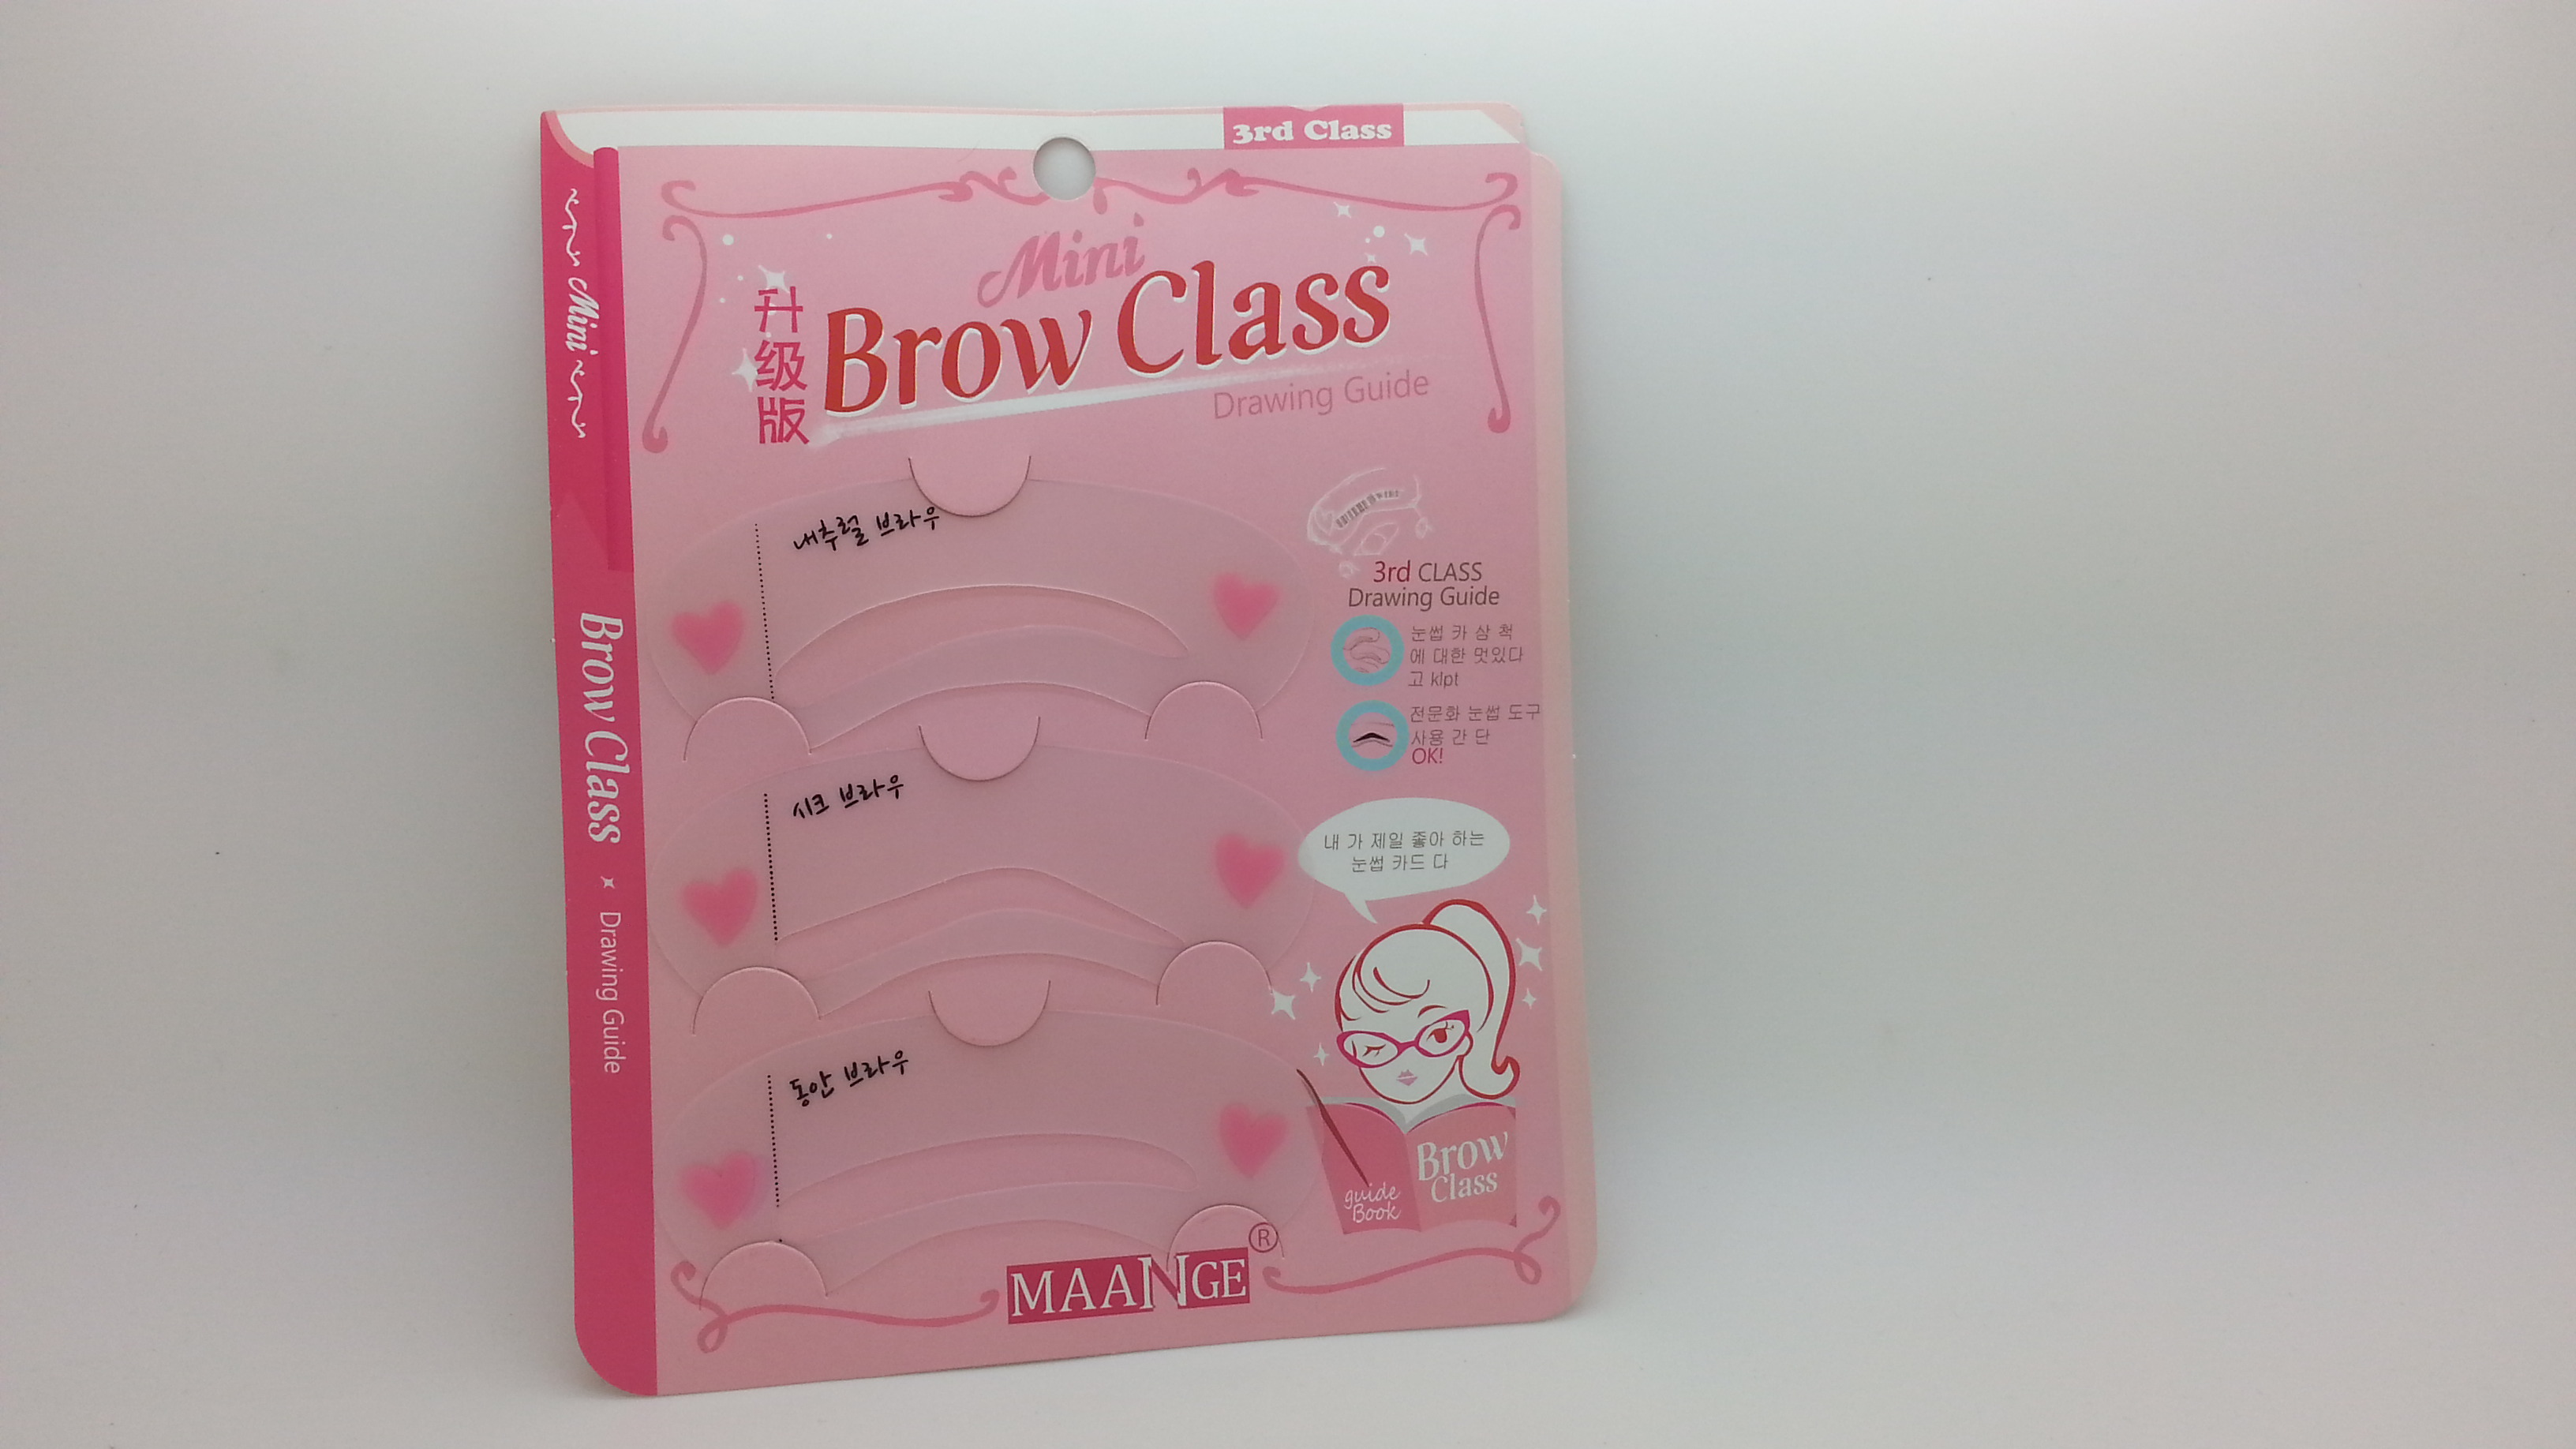 3rd Class
Mini
升级版
Brow Class
Drawing Guide
Mini
Brow Class
Drawing Guide
내추럴 브라우
3rd CLASS
Drawing Guide
눈썹 카 삼 척
에 대한 멋있다
고 klpt
전문화 눈썹 도구
사용 간 단
OK!
시크 브라우
내 가 제일 좋아 하는
눈썹 카드 다
동안 브라우
guide
Book
Brow
Class
MAANGE®